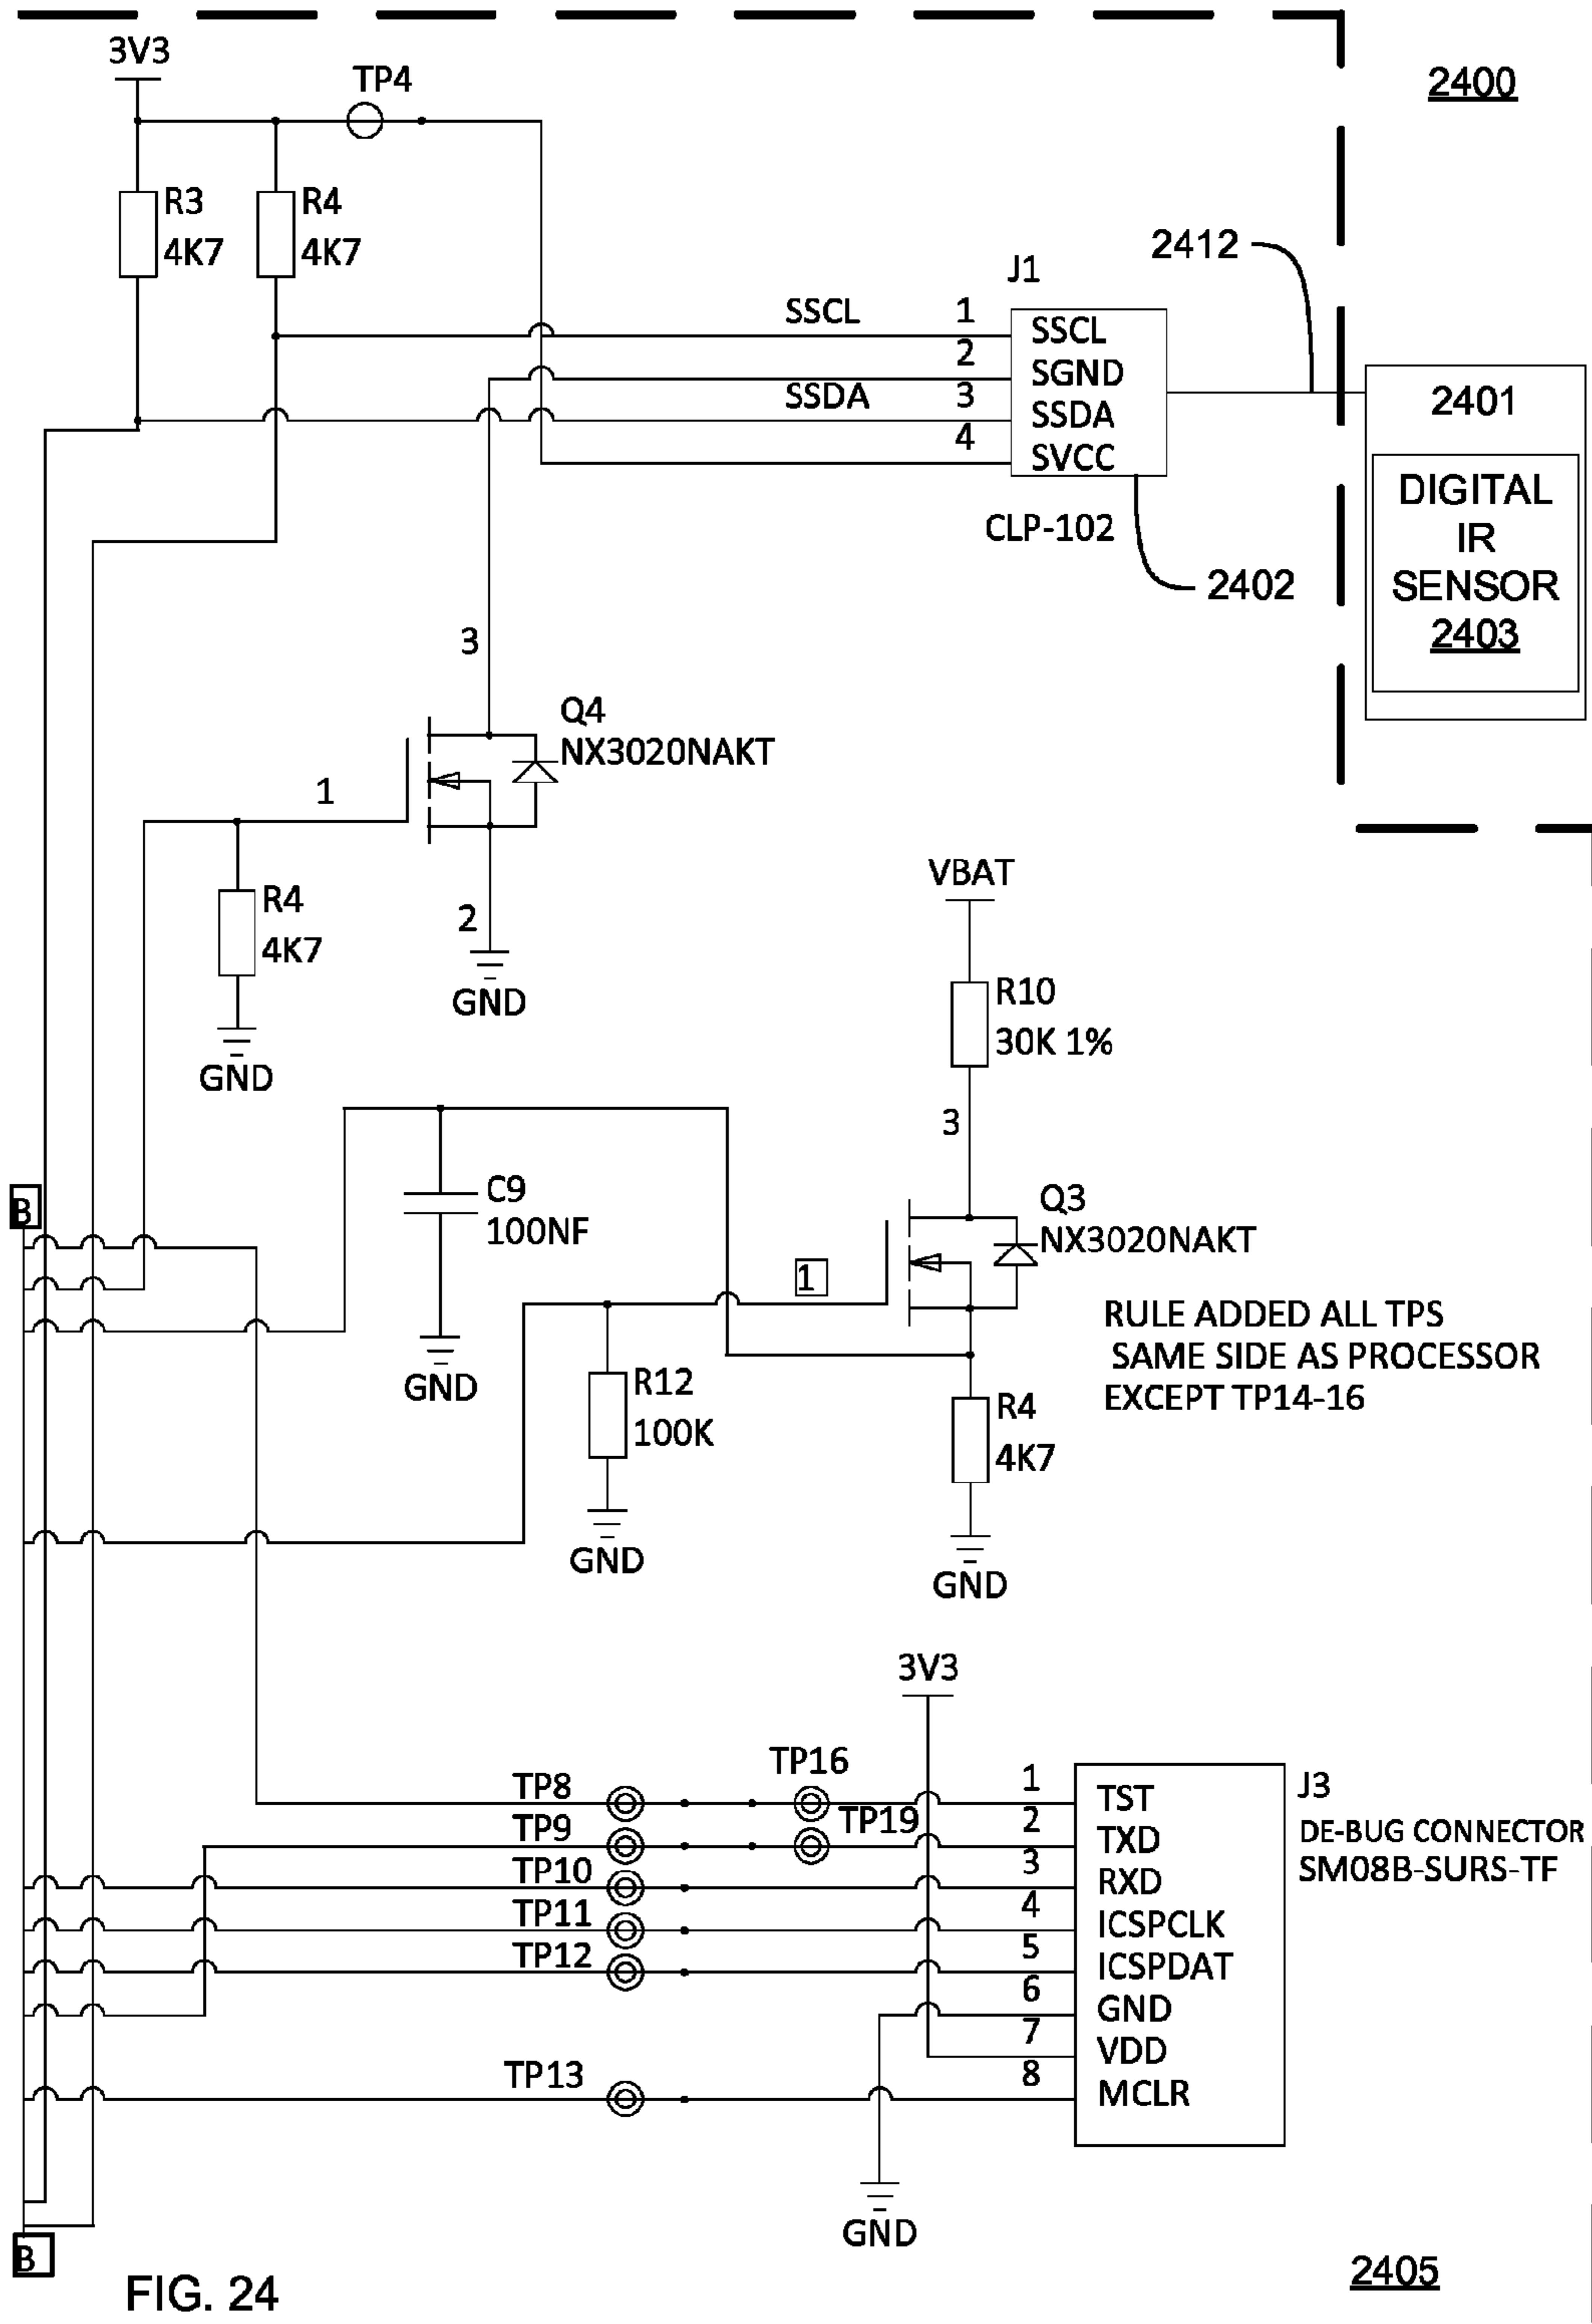 3V3
TP4
2400
R3
4K7
R4
4K7
2412
J1
SSCL
1
SSCL
2
SGND
SSDA
3
SSDA
4
SVCC
2401
DIGITAL
IR
SENSOR
2403
CLP-102
2402
3
Q4
NX3020NAKT
1
R4
4K7
2
GND
GND
VBAT
R10
30K 1%
3
B
C9
100NF
Q3
NX3020NAKT
1
RULE ADDED ALL TPS
SAME SIDE AS PROCESSOR
EXCEPT TP14-16
GND
R12
100K
R4
4K7
GND
GND
3V3
TP16
TP8
1
TST
J3
TP9
TP19
2
TXD
DE-BUG CONNECTOR
TP10
3
RXD
SM08B-SURS-TF
TP11
4
ICSPCLK
TP12
5
ICSPDAT
6
GND
7
VDD
TP13
8
MCLR
GND
B
FIG. 24
2405